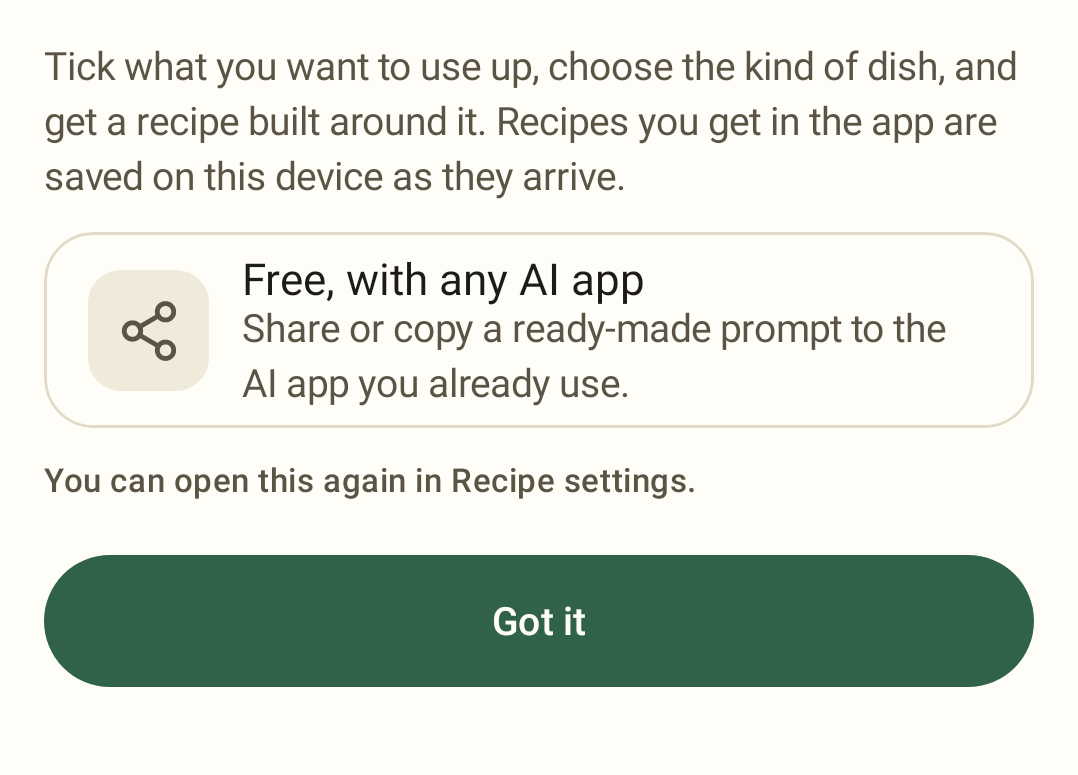 Tick what you want to use up, choose the kind of dish, and
get a recipe built around it. Recipes you get in the app are
saved on this device as they arrive.
Free, with any AI app
Share or copy a ready-made prompt to the
AI app you already use.
You can open this again in Recipe settings.
Got it